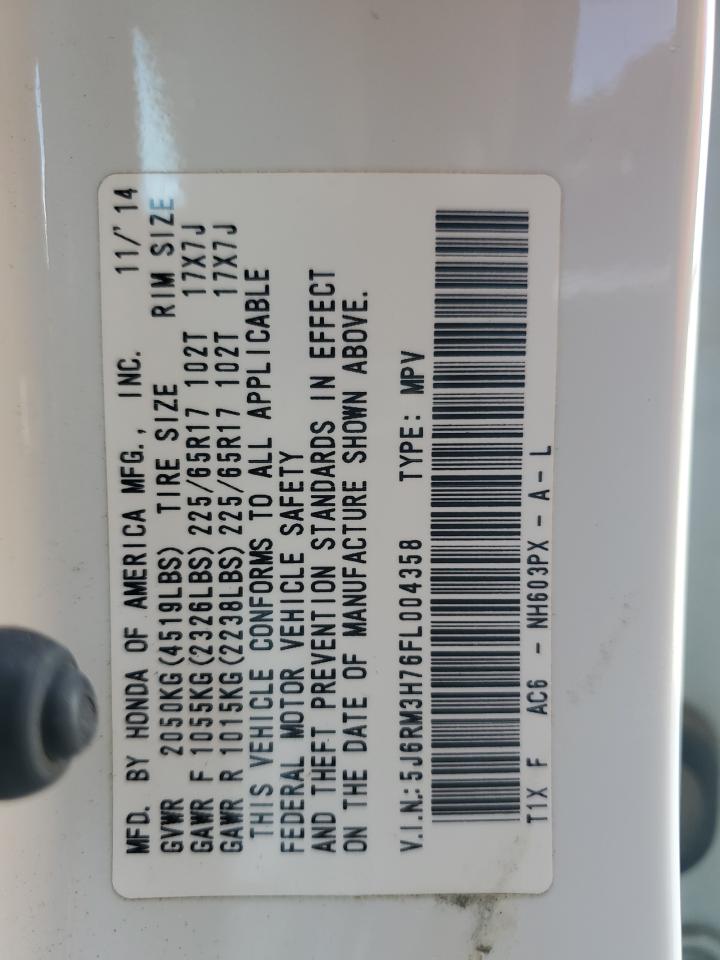 MFD. BY HONDA OF AMERICA MFG., INC. 11/'14
GVWR 2050KG(4519LBS) TIRE SIZE RIM SIZE
GAWR F 1055KG(2326LBS) 225/65R17 102T 17X7J
GAWR R 1015KG(2238LBS) 225/65R17 102T 17X7J
THIS VEHICLE CONFORMS TO ALL APPLICABLE
FEDERAL MOTOR VEHICLE SAFETY
AND THEFT PREVENTION STANDARDS IN EFFECT
ON THE DATE OF MANUFACTURE SHOWN ABOVE.
V.I.N.: 5J6RM3H76FL004358 TYPE: MPV
T1X F AC6 - NH603PX - A - L